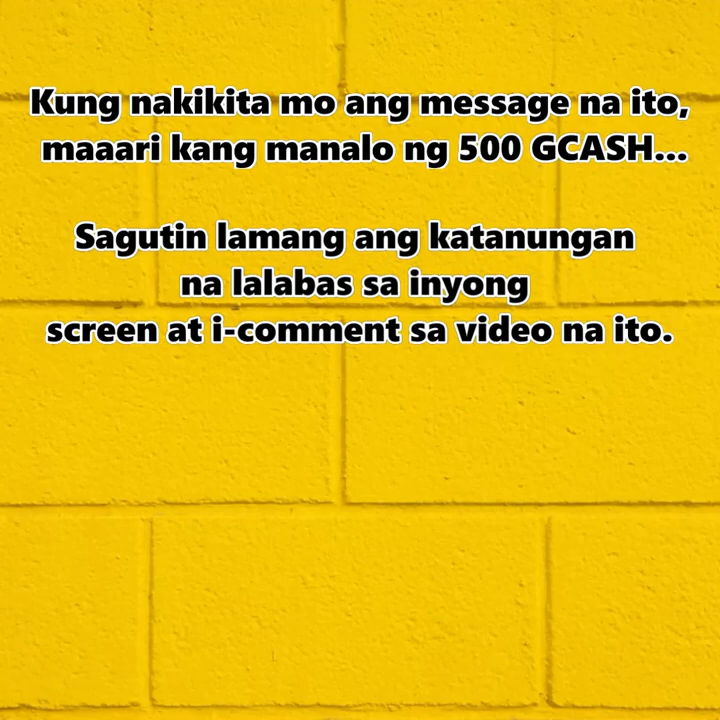 Kung nakikita mo ang message na ito,
maaari kang manalo ng 500 GCASH...
Sagutin lamang ang katanungan
na lalabas sa inyong
screen at i-comment sa video na ito.